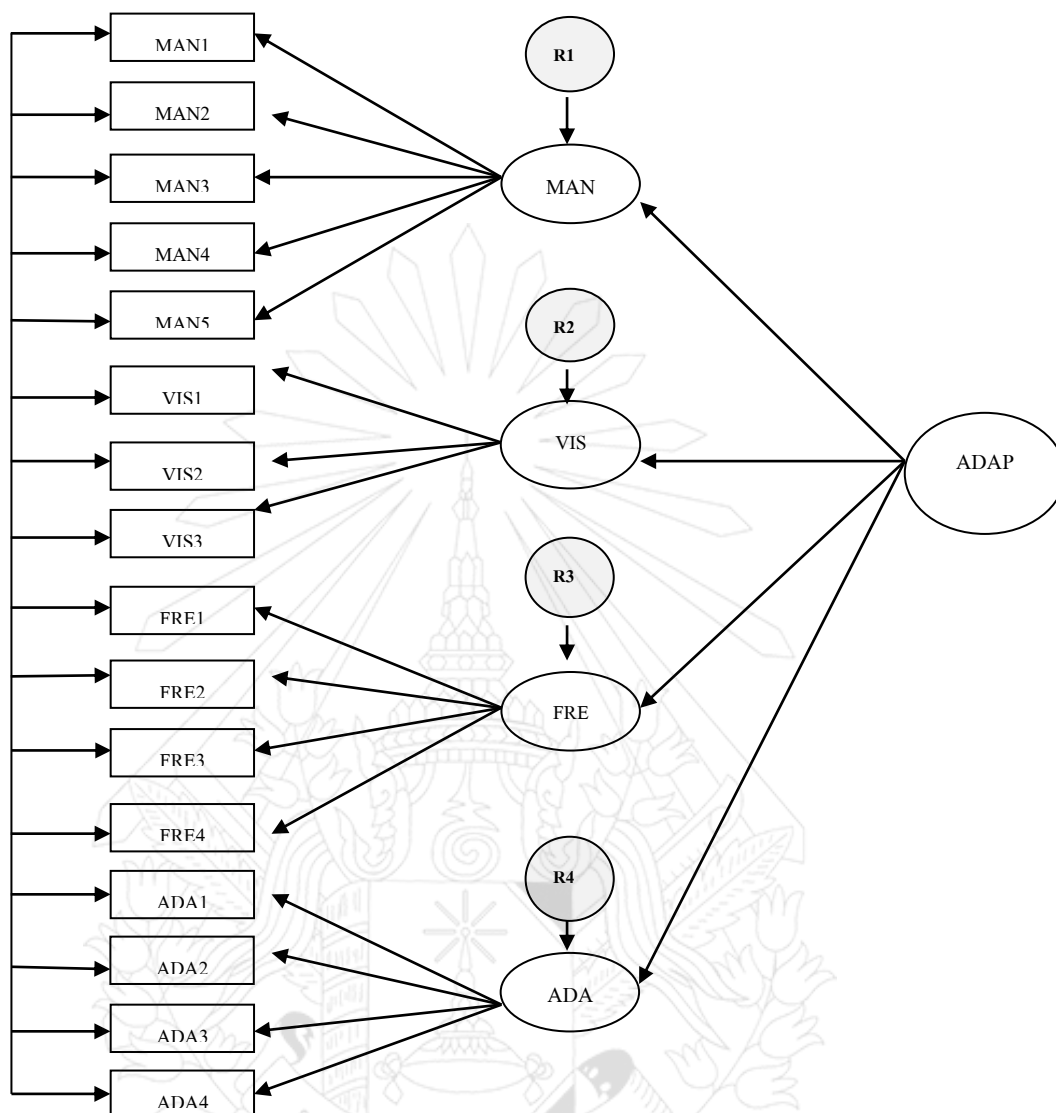 MAN1
MAN2
MAN3
MAN4
MAN5
VIS1
VIS2
VIS3
FRE1
FRE2
FRE3
FRE4
ADA1
ADA2
ADA3
ADA4
R1
MAN
R2
VIS
R3
FRE
R4
ADA
ADAP